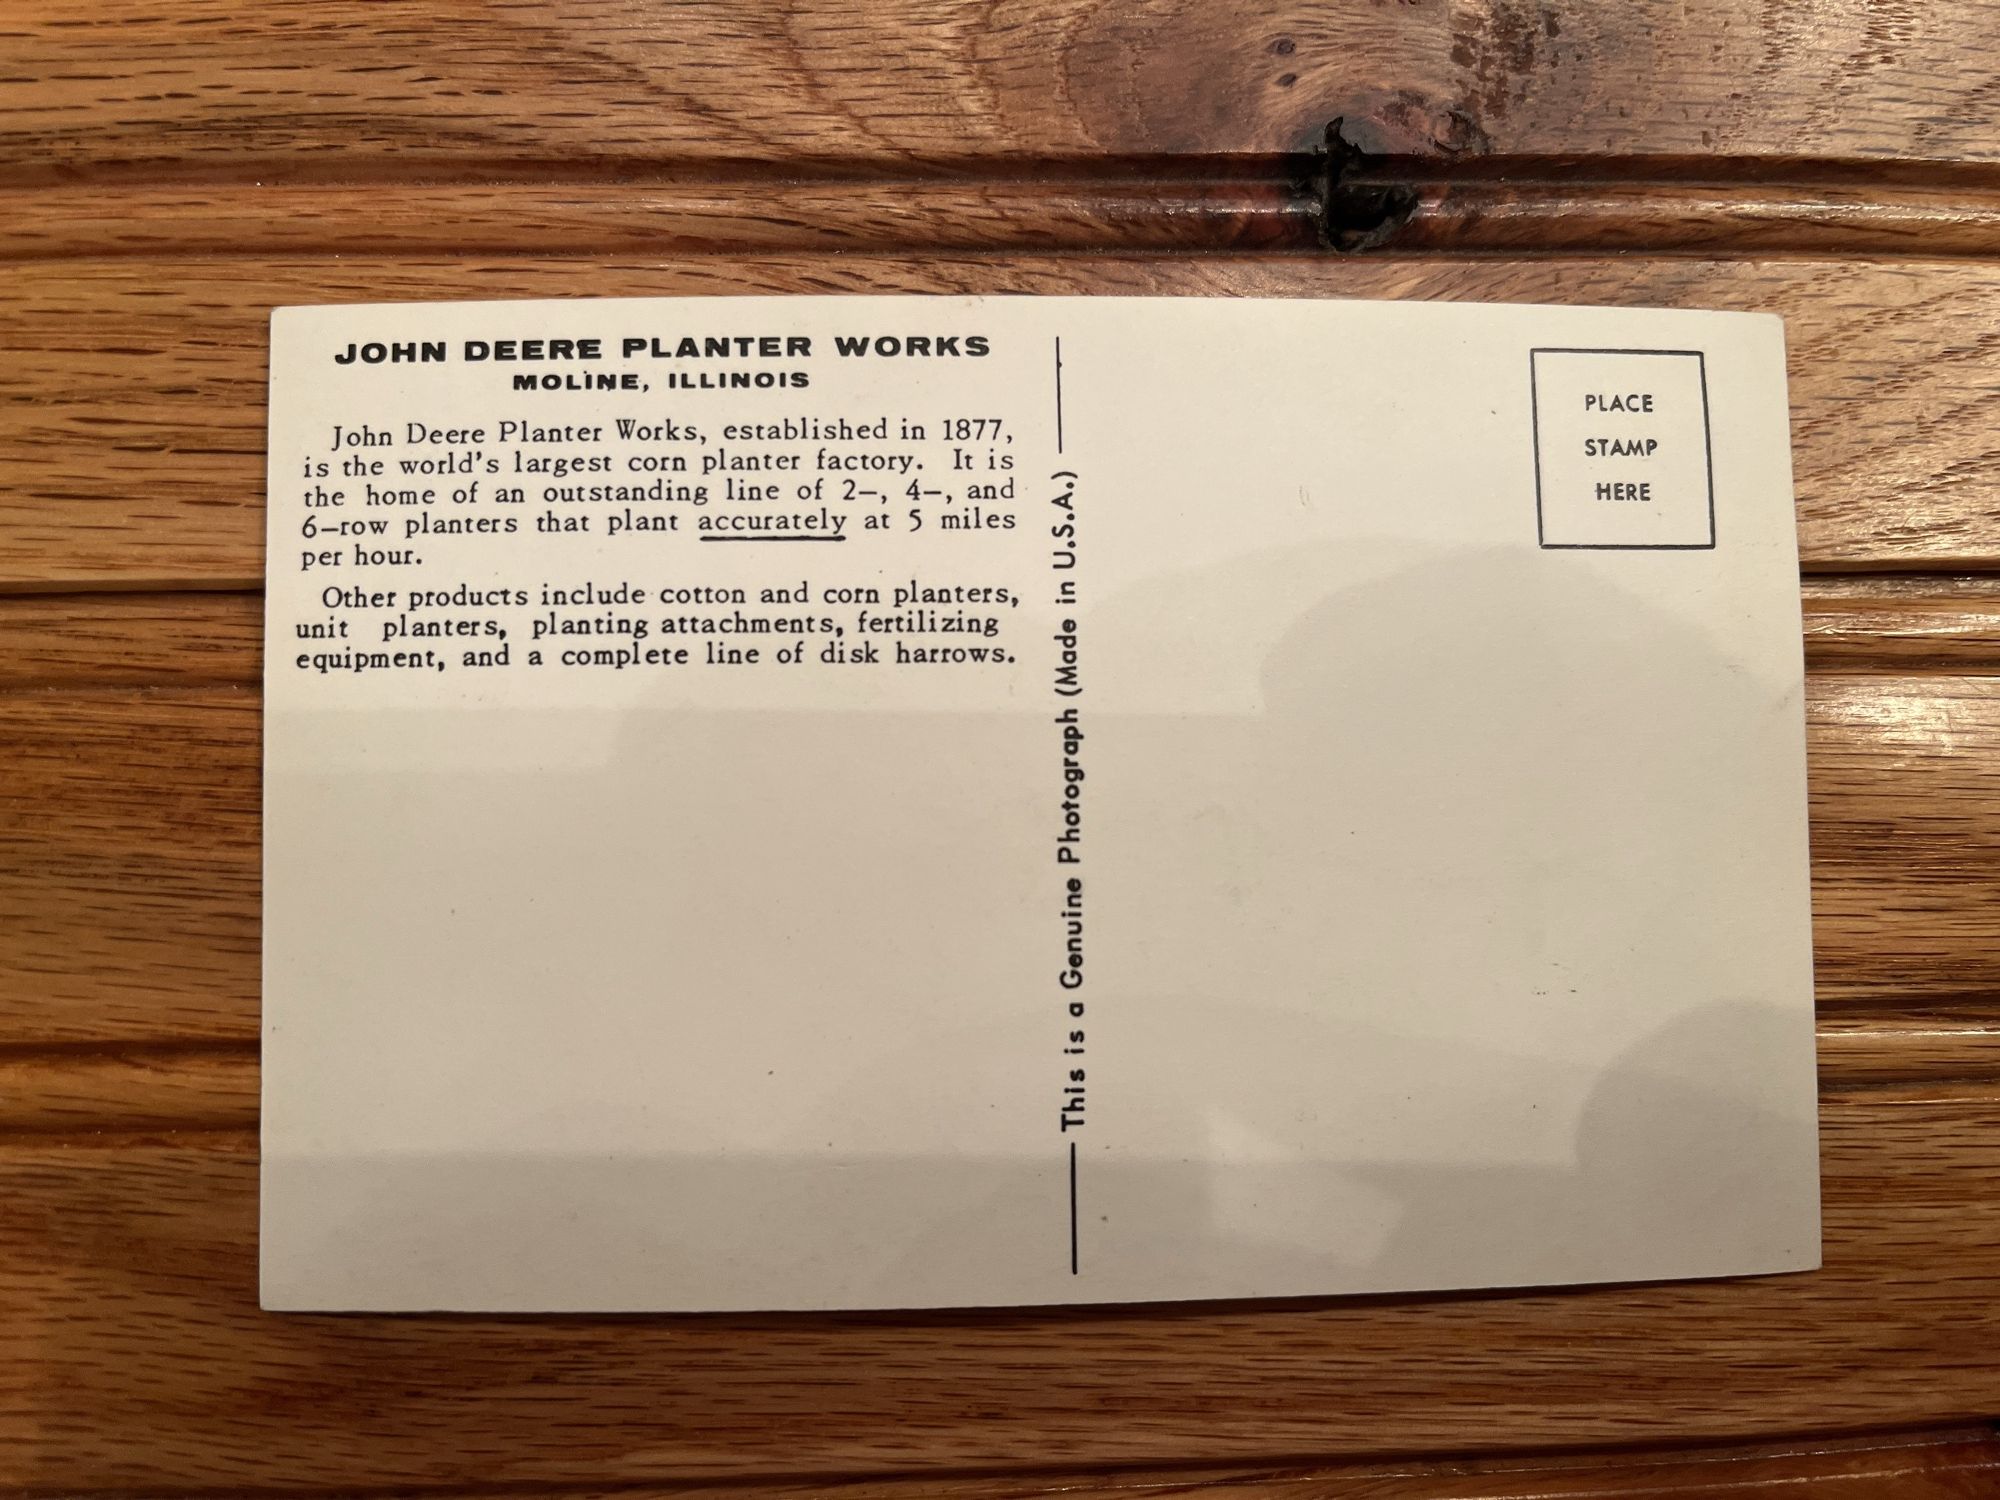 JOHN DEERE PLANTER WORKS
MOLINE, ILLINOIS
John Deere Planter Works, established in 1877,
is the world's largest corn planter factory. It is
the home of an outstanding line of 2-, 4-, and
6-row planters that plant accurately at 5 miles
per hour.
Other products include cotton and corn planters,
unit planters, planting attachments, fertilizing
equipment, and a complete line of disk harrows.
This is a Genuine Photograph (Made in U.S.A.)
PLACE
STAMP
HERE